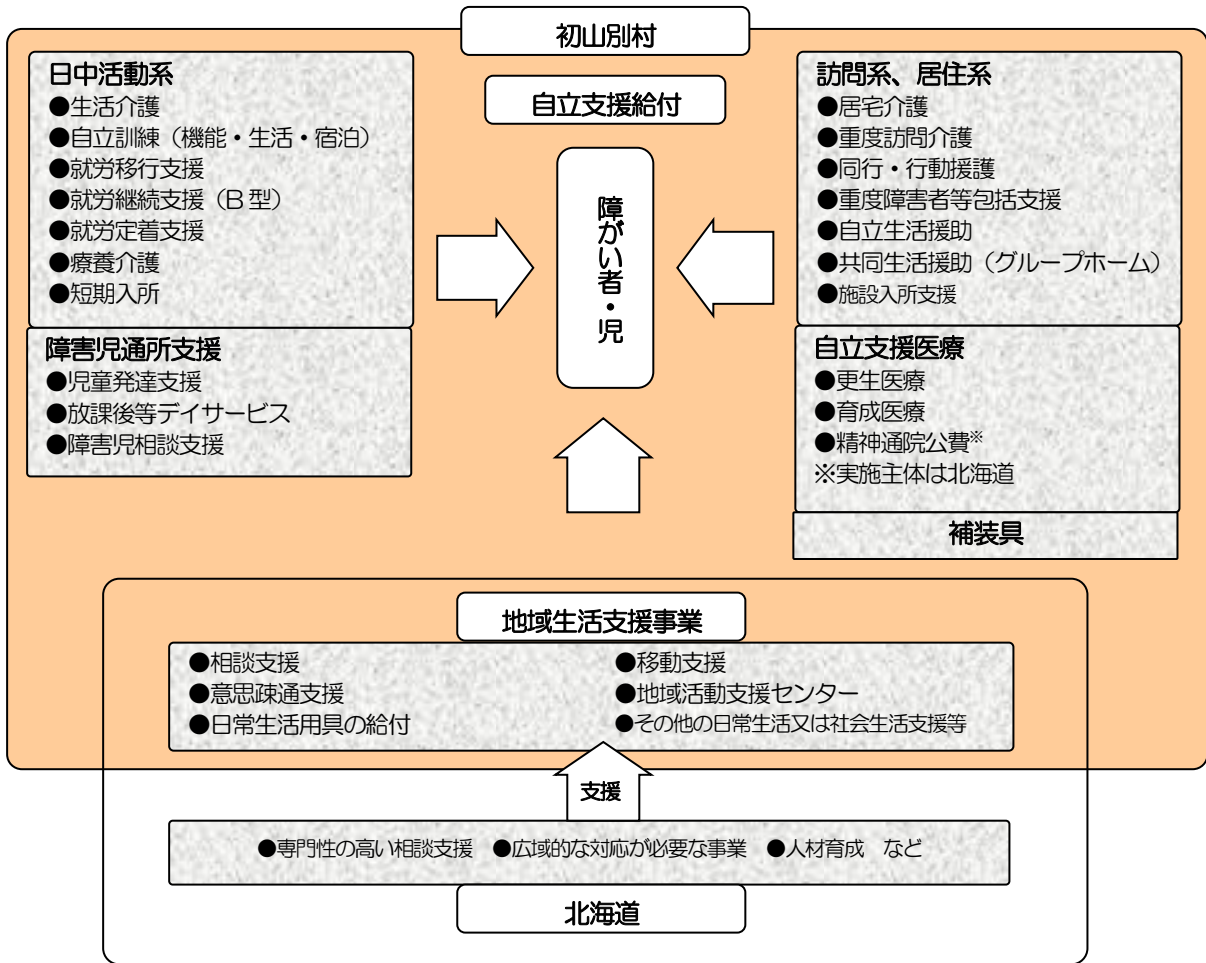 初山別村
自立支援給付
日中活動系
●生活介護
●自立訓練（機能・生活・宿泊）
●就労移行支援
●就労継続支援（B型）
●就労定着支援
●療養介護
●短期入所
障害児通所支援
●児童発達支援
●放課後等デイサービス
●障害児相談支援
障がい者・児
訪問系、居住系
●居宅介護
●重度訪問介護
●同行・行動援護
●重度障害者等包括支援
●自立生活援助
●共同生活援助（グループホーム）
●施設入所支援
自立支援医療
●更生医療
●育成医療
●精神通院公費※
※実施主体は北海道
補装具
地域生活支援事業
●相談支援
●意思疎通支援
●日常生活用具の給付
●移動支援
●地域活動支援センター
●その他の日常生活又は社会生活支援等
支援
●専門性の高い相談支援　●広域的な対応が必要な事業　●人材育成　など
北海道